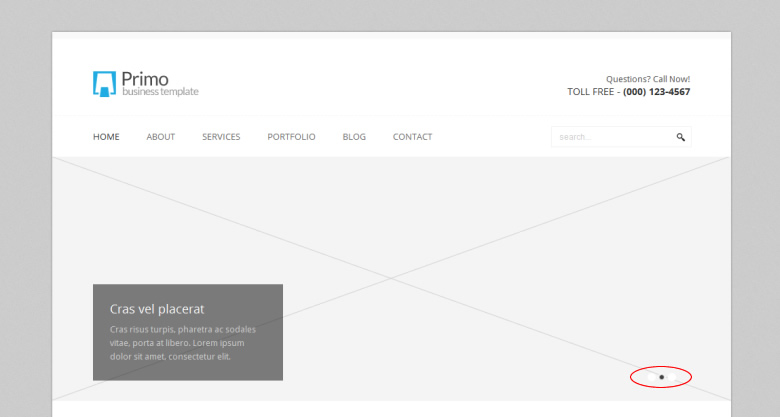 Primo
business template
Questions? Call Now!
TOLL FREE - (000) 123-4567
HOME ABOUT SERVICES PORTFOLIO BLOG CONTACT
search...
Cras vel placerat
Cras risus turpis, pharetra ac sodales
vitae, porta at libero. Lorem ipsum
dolor sit amet, consectetur elit.